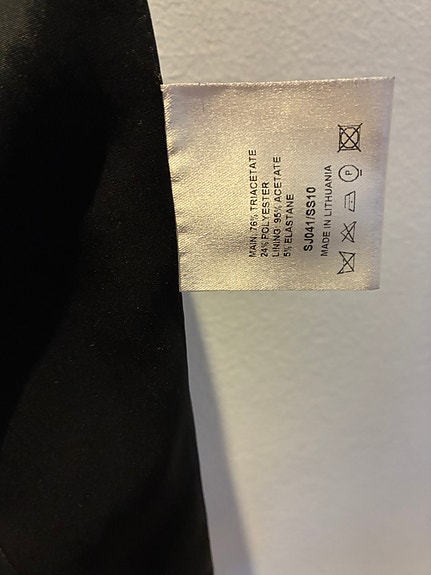 MAIN: 76% TRIACETATE
24% POLYESTER
LINING: 95% ACETATE
5% ELASTANE
SJ041/SS10
MADE IN LITHUANIA
P